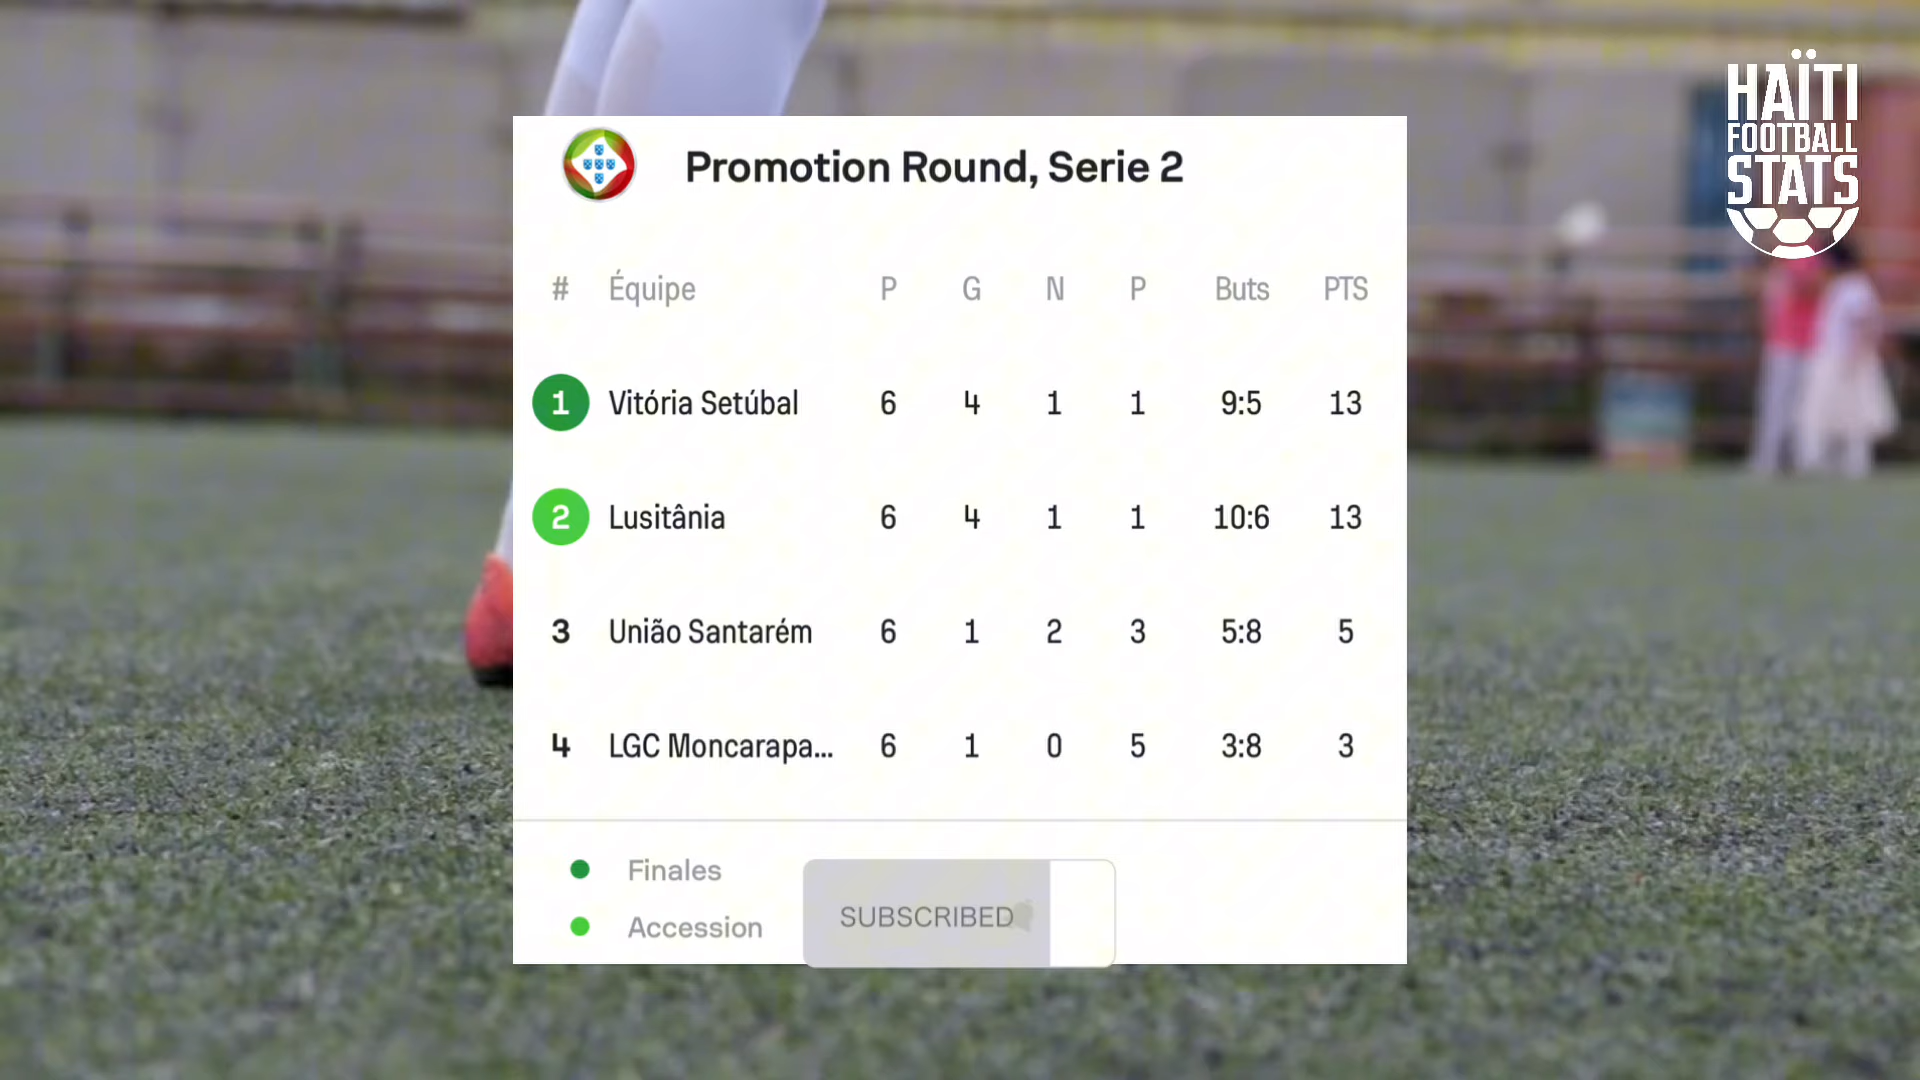 HAÏTI
FOOTBALL
STATS
Promotion Round, Serie 2
# Équipe P G N P Buts PTS
1 Vitória Setúbal 6 4 1 1 9:5 13
2 Lusitânia 6 4 1 1 10:6 13
3 União Santarém 6 1 2 3 5:8 5
4 LGC Moncarapa... 6 1 0 5 3:8 3
Finales
Accession
SUBSCRIBED